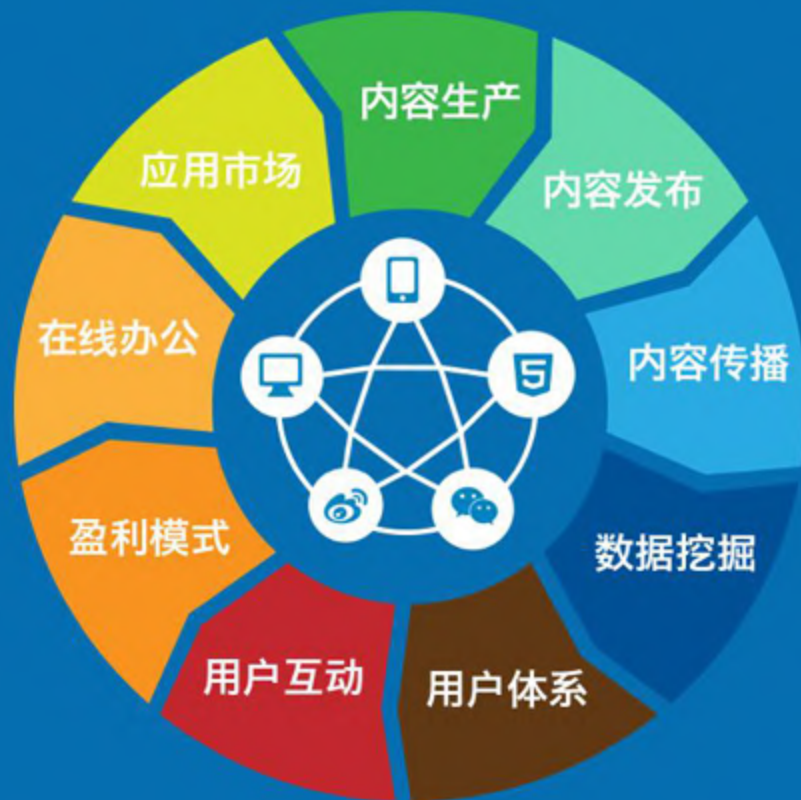 内容生产
内容发布
内容传播
数据挖掘
用户体系
用户互动
盈利模式
在线办公
应用市场
5